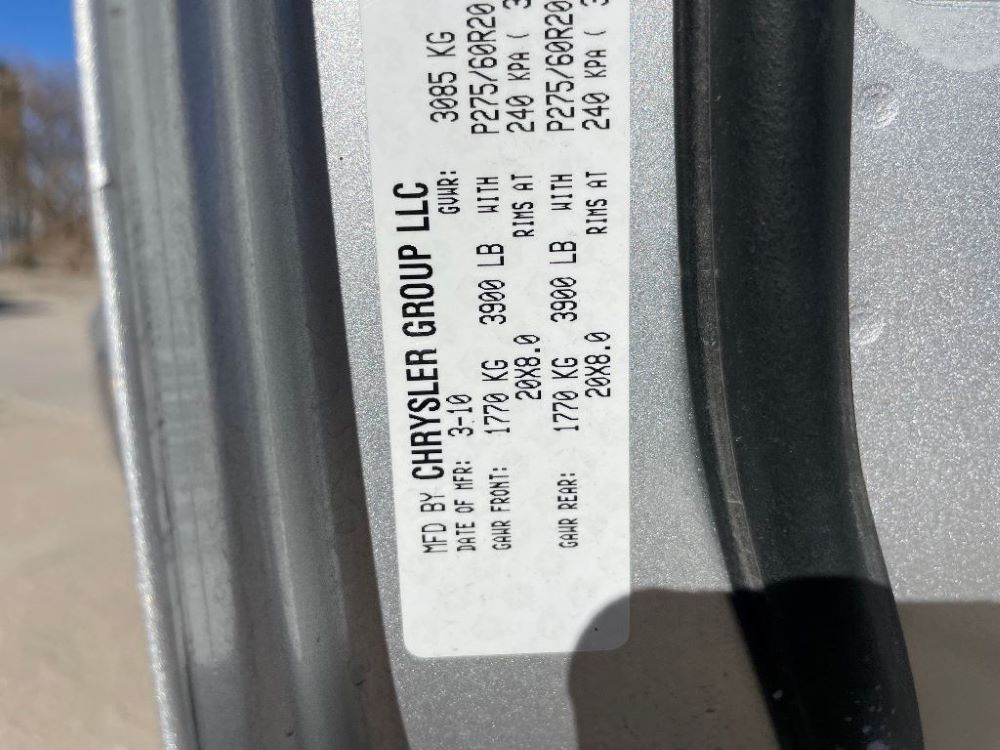 MFD BY CHRYSLER GROUP LLC
DATE OF MFR: 3-10 GVWR: 3085 KG
GAWR FRONT: 1770 KG 3900 LB WITH P275/60R20
20X8.0 RIMS AT 240 KPA ( 3
GAWR REAR: 1770 KG 3900 LB WITH P275/60R20
20X8.0 RIMS AT 240 KPA ( 3